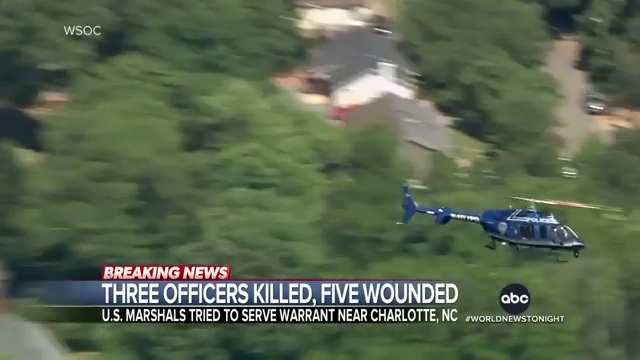 WSOC
POLICE
BREAKING NEWS
THREE OFFICERS KILLED, FIVE WOUNDED
U.S. MARSHALS TRIED TO SERVE WARRANT NEAR CHARLOTTE, NC
abc
#WORLDNEWSTONIGHT